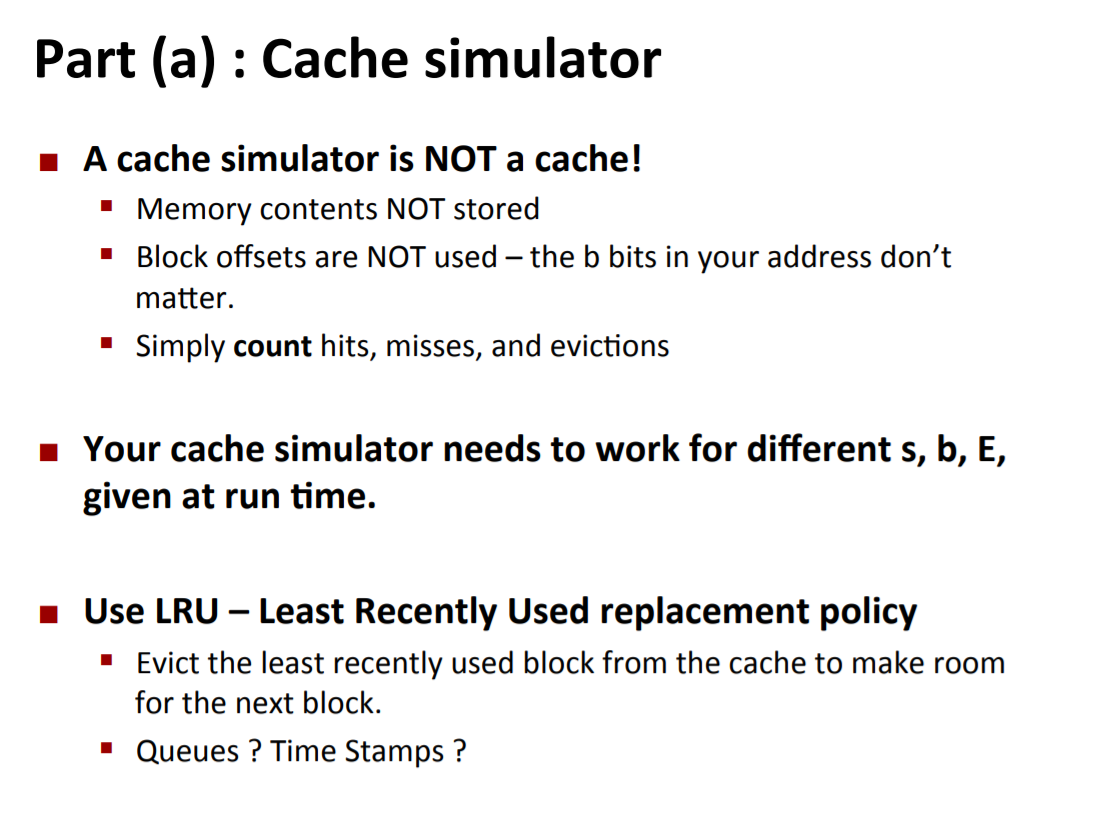 Part (a) : Cache simulator
A cache simulator is NOT a cache!
Memory contents NOT stored
Block offsets are NOT used – the b bits in your address don’t
matter.
Simply count hits, misses, and evictions
Your cache simulator needs to work for different s, b, E,
given at run time.
Use LRU – Least Recently Used replacement policy
Evict the least recently used block from the cache to make room
for the next block.
Queues ? Time Stamps ?